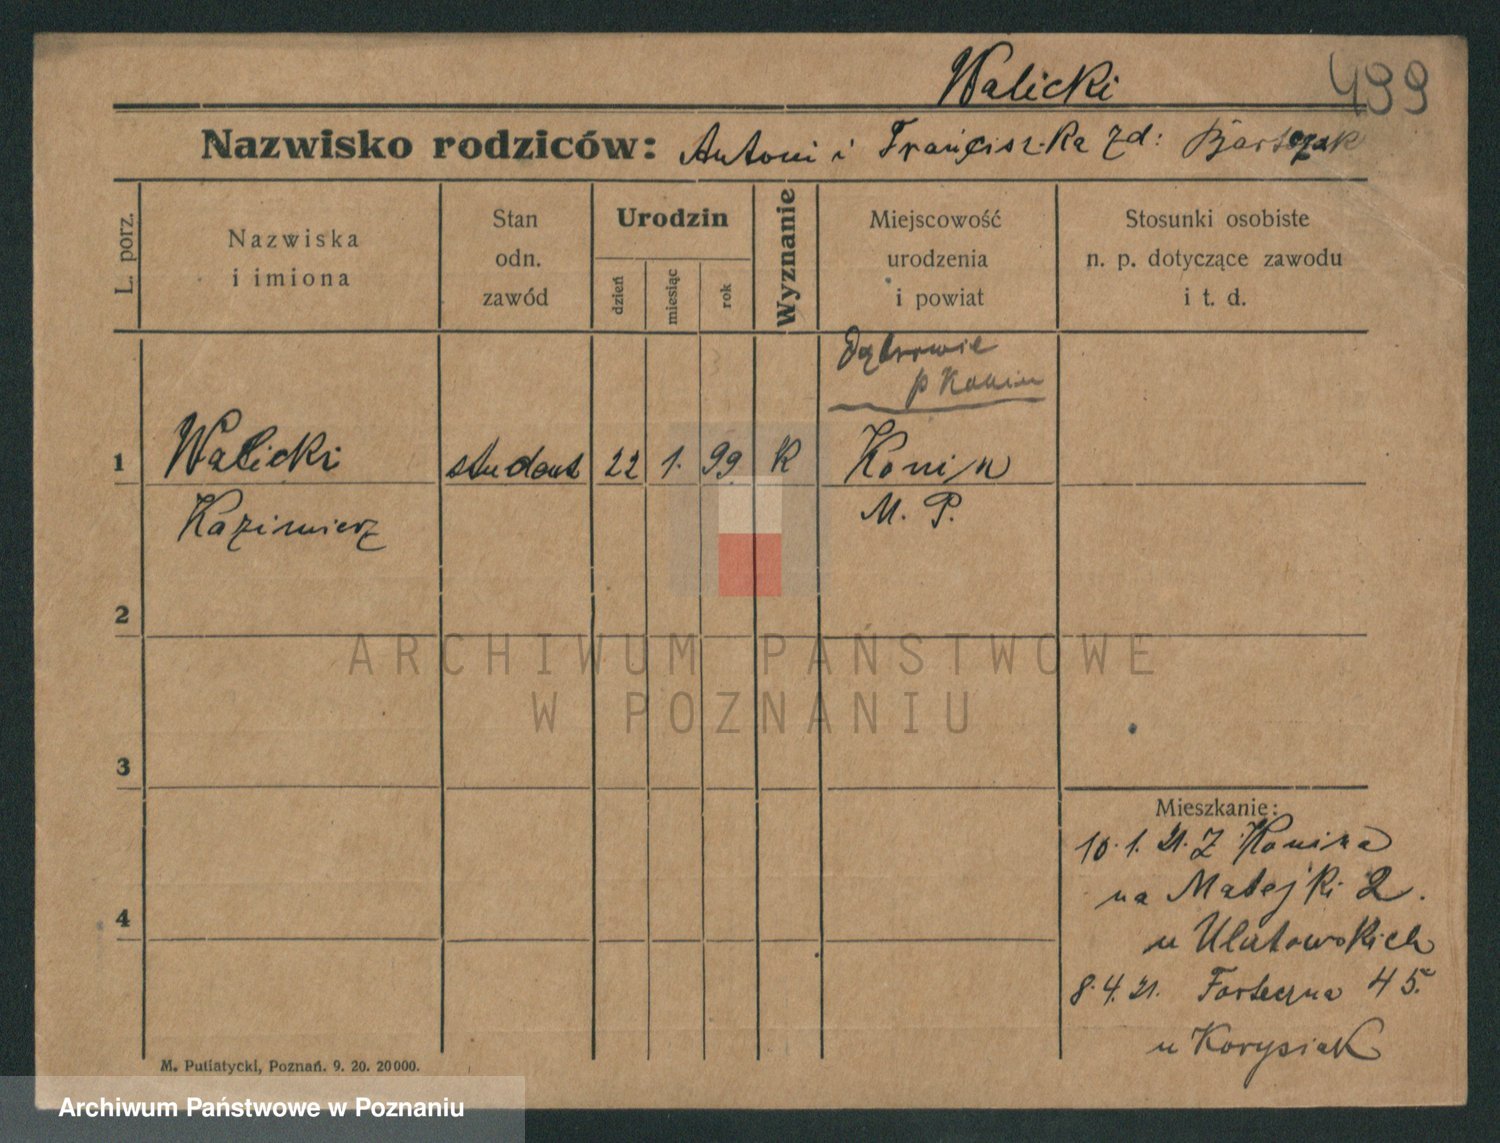 Walicki
499
Nazwisko rodziców: Antoni i Franciszka zd: Bartczak
L. porz.
Nazwiska
i imiona
Stan
odn.
zawód
Urodzin
dzień
miesiąc
rok
Wyznanie
Miejscowość
urodzenia
i powiat
Stosunki osobiste
n. p. dotyczące zawodu
i t. d.
Dąbrowie
p Konin
1 Walicki student 22 1. 99 K Konin
Kazimierz M. P.
2
ARCHIWUM PAŃSTWOWE
W POZNANIU
3
Mieszkanie:
10.1.21. Z Konina
na Matejki 2.
u Ulatowskich
4
8.4.21. Forteczna 45.
u Korysiak
M. Putiatycki, Poznań. 9. 20. 20000.
Archiwum Państwowe w Poznaniu